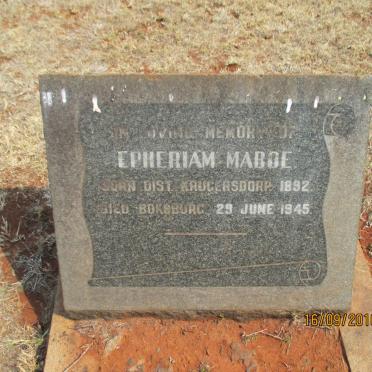 IN LOVING MEMORY OF
EPHERIAM MABOE
BORN DIST. KRUGERSDORP. 1892.
DIED BOKSBURG. 29 JUNE 1945.
16/09/201